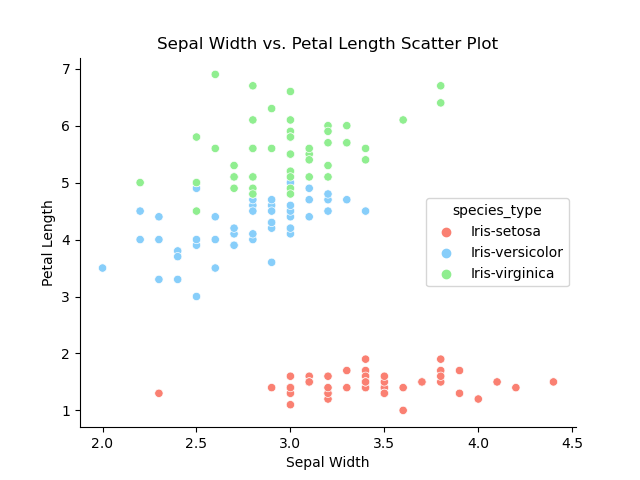 Sepal Width vs. Petal Length Scatter Plot
7
6
5
4
3
2
1
Petal Length
species_type
Iris-setosa
Iris-versicolor
Iris-virginica
2.0 2.5 3.0 3.5 4.0 4.5
Sepal Width